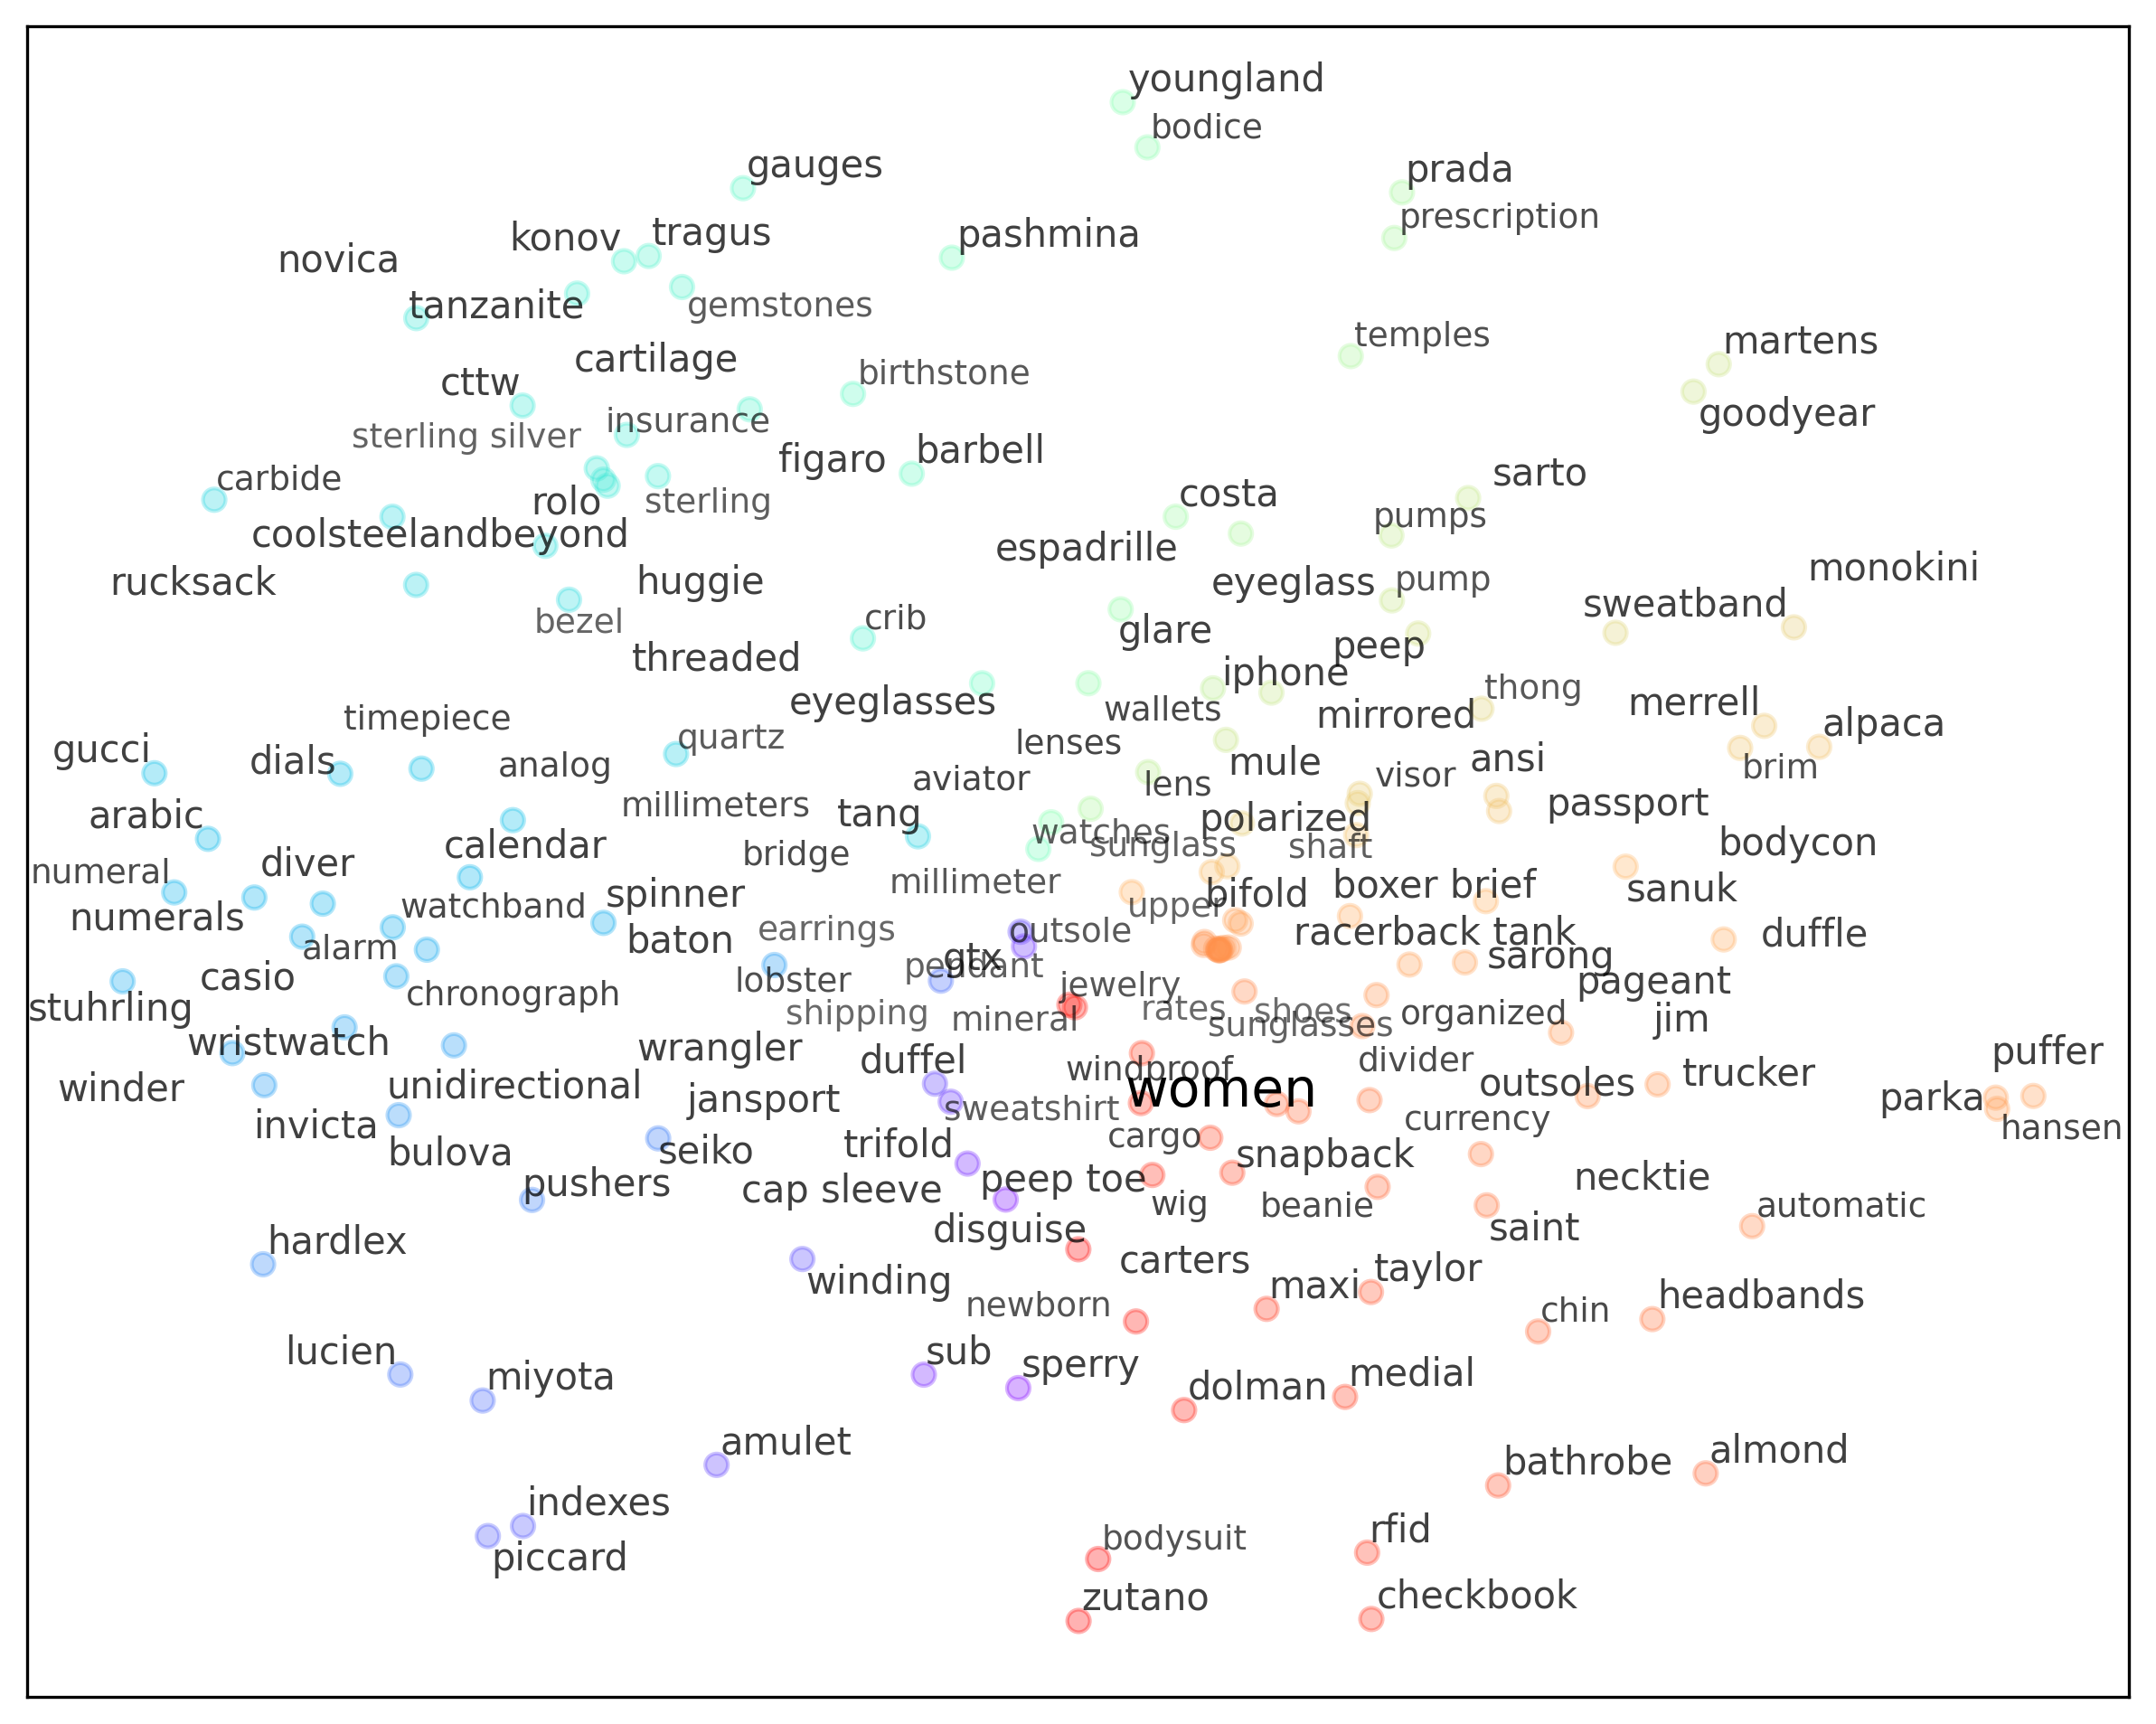 youngland
bodice
gauges
prada
prescription
konov
tragus
pashmina
novica
tanzanite
gemstones
temples
martens
cartilage
birthstone
cttw
goodyear
insurance
sterling silver
figaro
barbell
sarto
carbide
rolo
sterling
costa
pumps
coolsteelandbeyond
espadrille
monokini
rucksack
huggie
eyeglass
pump
bezel
crib
sweatband
glare
peep
threaded
iphone
thong
eyeglasses
wallets
mirrored
merrell
alpaca
timepiece
quartz
lenses
gucci
dials
analog
mule
ansi
brim
aviator
lens
visor
arabic
millimeters
tang
polarized
passport
calendar
watches
sunglass
shaft
bodycon
diver
bridge
numeral
millimeter
boxer brief
sanuk
numerals
watchband
spinner
upper
bifold
alarm
baton
earrings
outsole
racerback tank
sarong
duffle
casio
lobster
pendant
gtx
jewelry
pageant
stuhrling
chronograph
shipping
mineral
rates
shoes
sunglasses
organized
jim
wristwatch
wrangler
duffel
windproof
divider
puffer
winder
unidirectional
jansport
sweatshirt
women
outsoles
trucker
parka
hansen
invicta
bulova
seiko
trifold
cargo
currency
snapback
pushers
cap sleeve
peep toe
wig
beanie
necktie
automatic
hardlex
disguise
carters
saint
winding
newborn
maxi
taylor
chin
headbands
lucien
miyota
sub
sperry
dolman
medial
amulet
bathrobe
almond
indexes
piccard
bodysuit
rfid
zutano
checkbook